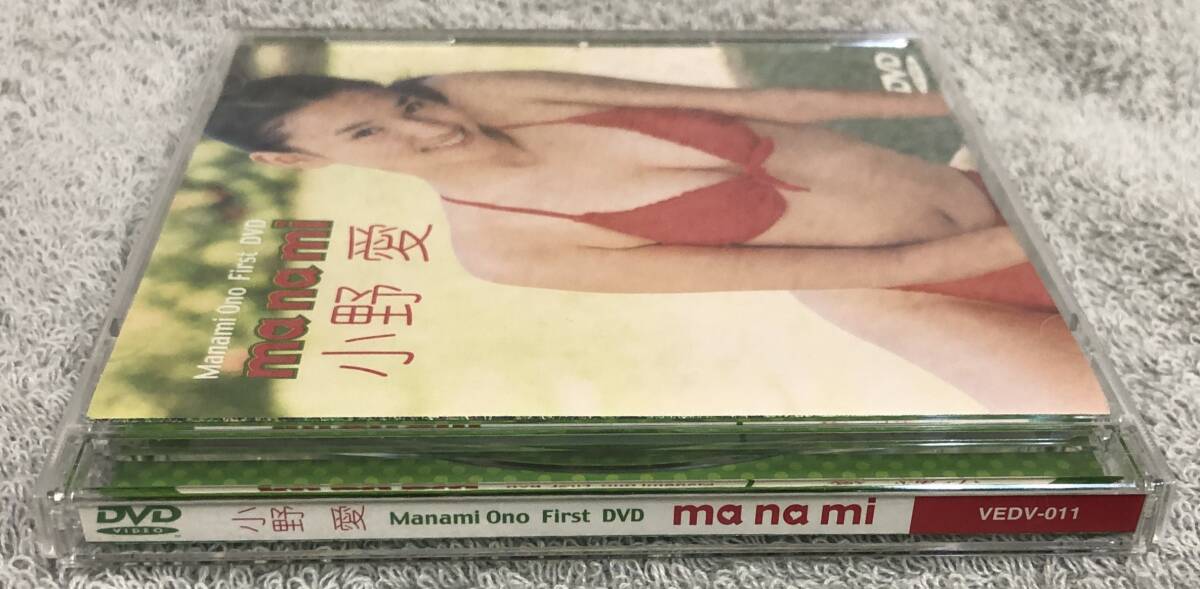 DVD
Manami Ono First DVD
ma na mi
小野 愛
DVD VIDEO 小野 愛 Manami Ono First DVD ma na mi VEDV-011